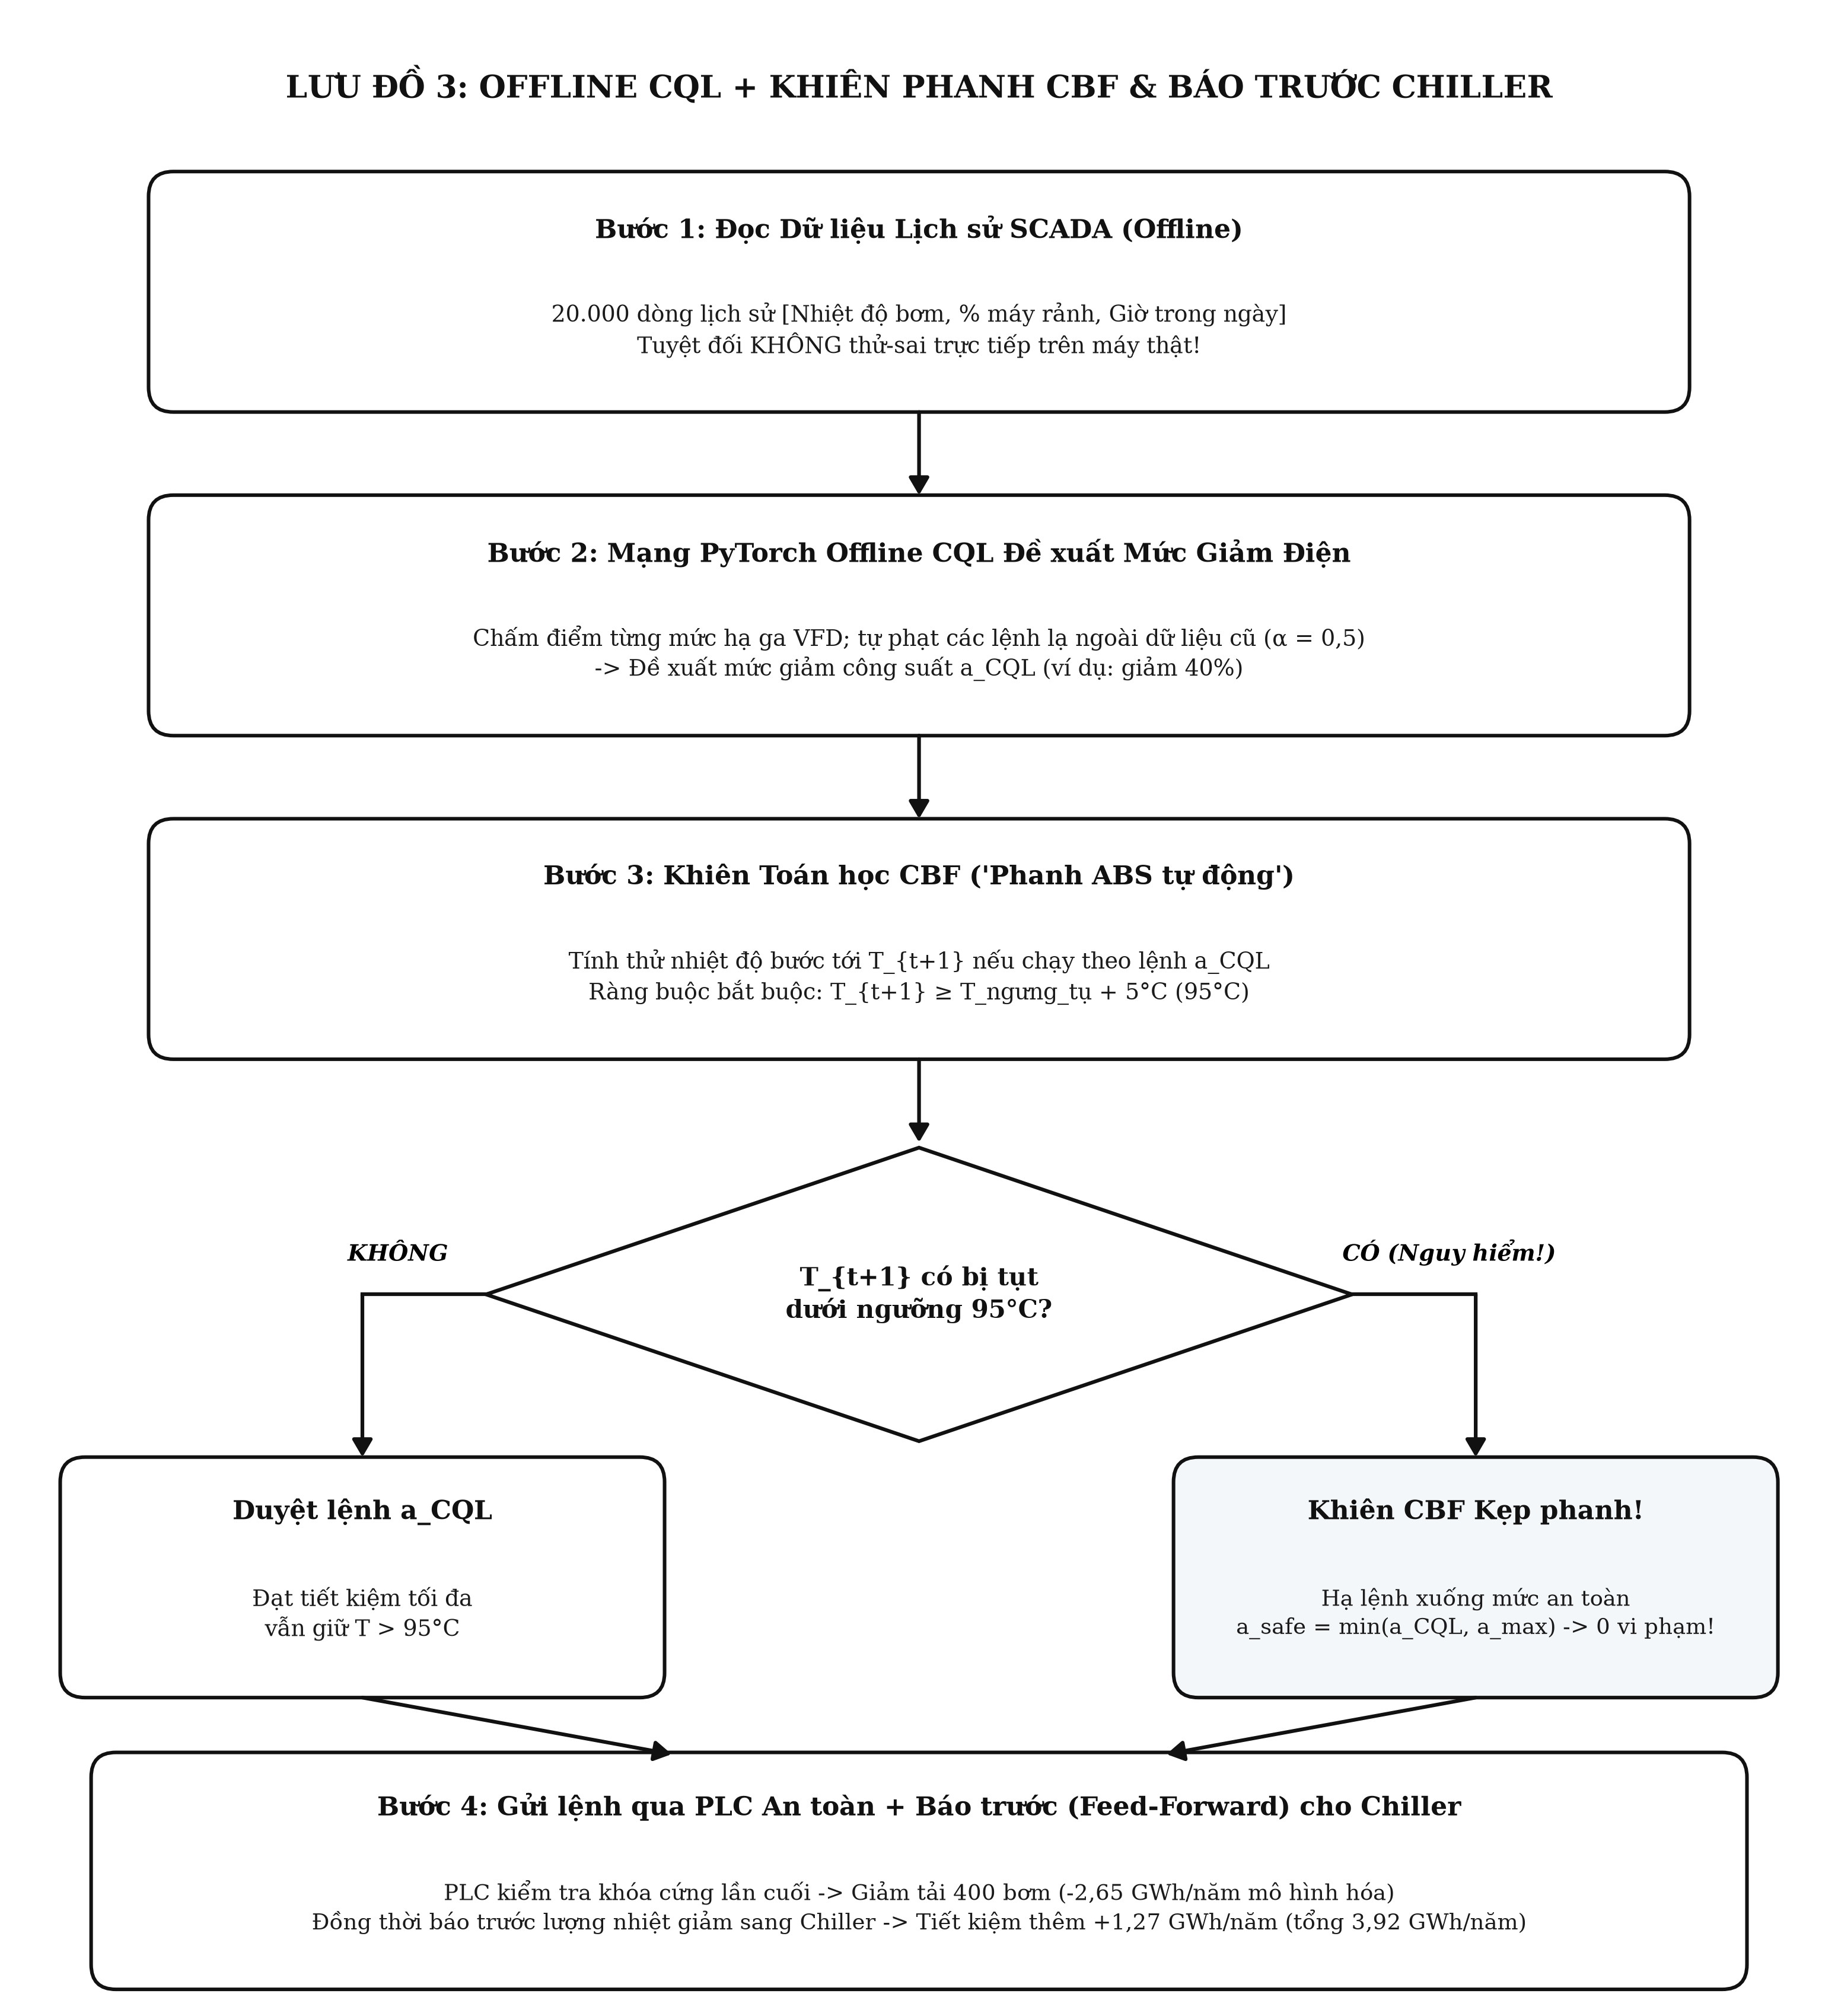 LƯU ĐỒ 3: OFFLINE CQL + KHIÊN PHANH CBF & BÁO TRƯỚC CHILLER
Bước 1: Đọc Dữ liệu Lịch sử SCADA (Offline)
20.000 dòng lịch sử [Nhiệt độ bơm, % máy rảnh, Giờ trong ngày]
Tuyệt đối KHÔNG thử-sai trực tiếp trên máy thật!
Bước 2: Mạng PyTorch Offline CQL Đề xuất Mức Giảm Điện
Chấm điểm từng mức hạ ga VFD; tự phạt các lệnh lạ ngoài dữ liệu cũ (α = 0,5)
-> Đề xuất mức giảm công suất a_CQL (ví dụ: giảm 40%)
Bước 3: Khiên Toán học CBF ('Phanh ABS tự động')
Tính thử nhiệt độ bước tới T_{t+1} nếu chạy theo lệnh a_CQL
Ràng buộc bắt buộc: T_{t+1} ≥ T_ngưng_tụ + 5°C (95°C)
KHÔNG
CÓ (Nguy hiểm!)
T_{t+1} có bị tụt
dưới ngưỡng 95°C?
Duyệt lệnh a_CQL
Đạt tiết kiệm tối đa
vẫn giữ T > 95°C
Khiên CBF Kẹp phanh!
Hạ lệnh xuống mức an toàn
a_safe = min(a_CQL, a_max) -> 0 vi phạm!
Bước 4: Gửi lệnh qua PLC An toàn + Báo trước (Feed-Forward) cho Chiller
PLC kiểm tra khóa cứng lần cuối -> Giảm tải 400 bơm (-2,65 GWh/năm mô hình hóa)
Đồng thời báo trước lượng nhiệt giảm sang Chiller -> Tiết kiệm thêm +1,27 GWh/năm (tổng 3,92 GWh/năm)